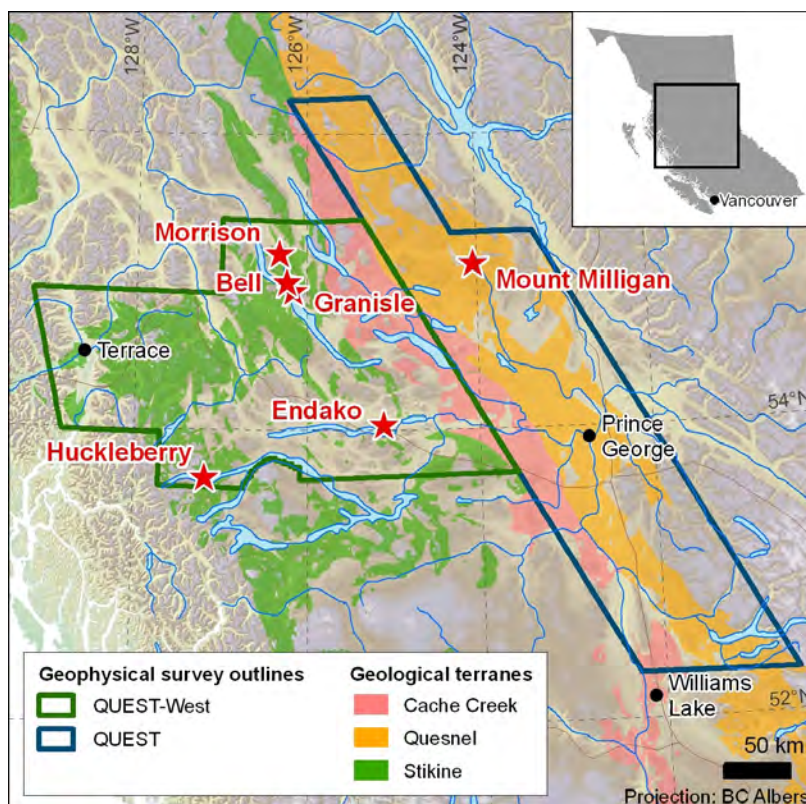 128°W
126°W
124°W
Vancouver
Morrison
Bell
Granisle
Mount Milligan
Terrace
54°N
Endako
Prince
George
Huckleberry
Geophysical survey outlines
QUEST-West
QUEST
Geological terranes
Cache Creek
Quesnel
Stikine
Williams
Lake
52°N
50 km
Projection: BC Albers